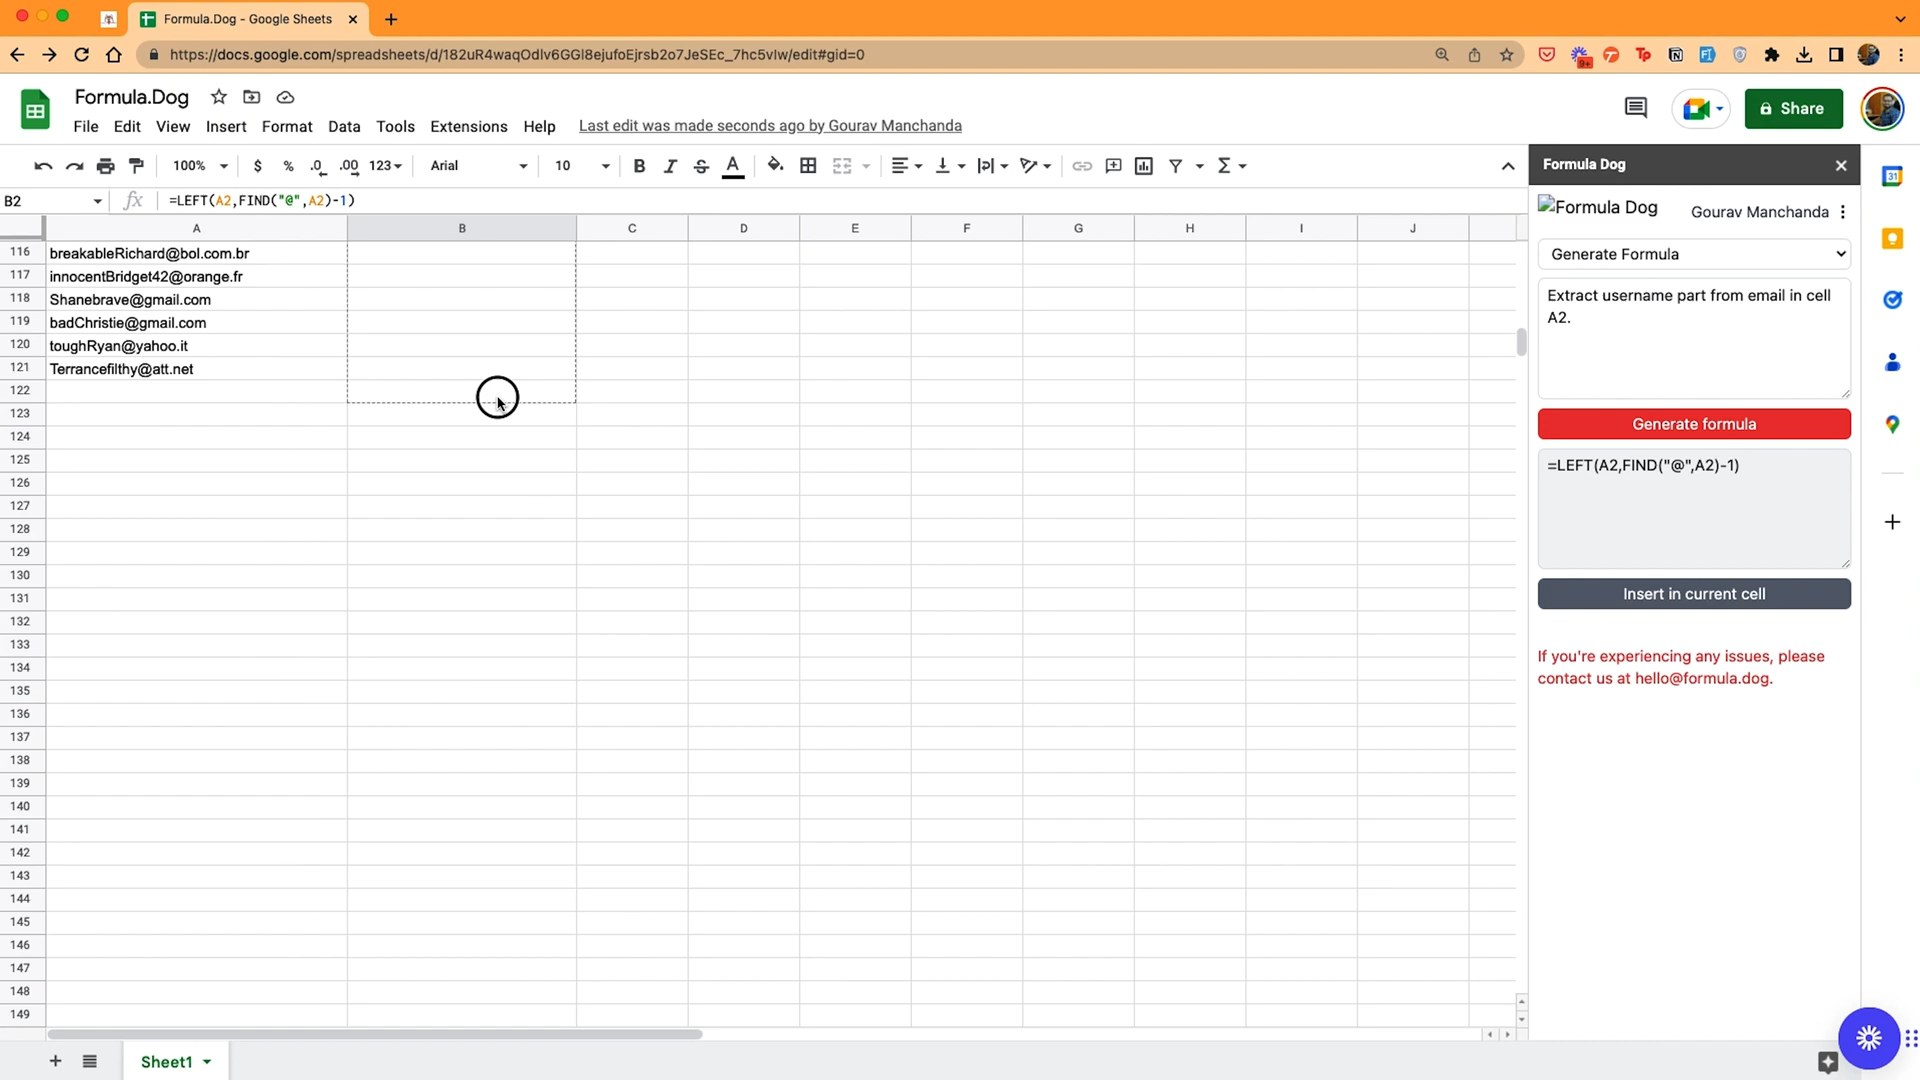 Formula.Dog - Google Sheets
https://docs.google.com/spreadsheets/d/182uR4waqOdlv6GGl8ejufoEjrsb2o7JeSEc_7hc5vlw/edit#gid=0
9+
Tp
Formula.Dog
Share
File Edit View Insert Format Data Tools Extensions Help Last edit was made seconds ago by Gourav Manchanda
100% $ % .0 .00 123 Arial 10 B I S A Σ
B2 fx =LEFT(A2,FIND("@",A2)-1)
A B C D E F G H I J
116 breakableRichard@bol.com.br
117 innocentBridget42@orange.fr
118 Shanebrave@gmail.com
119 badChristie@gmail.com
120 toughRyan@yahoo.it
121 Terrancefilthy@att.net
122
123
124
125
126
127
128
129
130
131
132
133
134
135
136
137
138
139
140
141
142
143
144
145
146
147
148
149
Sheet1
Formula Dog
Formula Dog Gourav Manchanda
Generate Formula
Extract username part from email in cell
A2.
Generate formula
=LEFT(A2,FIND("@",A2)-1)
Insert in current cell
If you're experiencing any issues, please
contact us at hello@formula.dog.
31